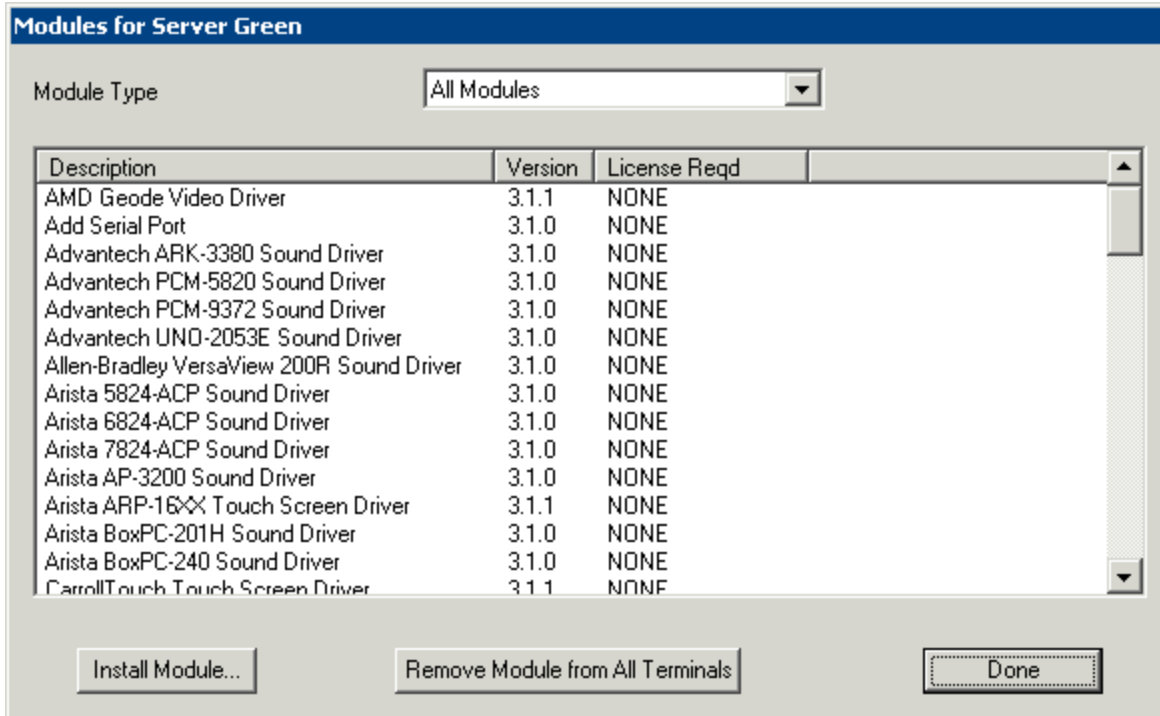 Modules for Server Green
Module Type All Modules
Description Version License Reqd
AMD Geode Video Driver 3.1.1 NONE
Add Serial Port 3.1.0 NONE
Advantech ARK-3380 Sound Driver 3.1.0 NONE
Advantech PCM-5820 Sound Driver 3.1.0 NONE
Advantech PCM-9372 Sound Driver 3.1.0 NONE
Advantech UNO-2053E Sound Driver 3.1.0 NONE
Allen-Bradley VersaView 200R Sound Driver 3.1.0 NONE
Arista 5824-ACP Sound Driver 3.1.0 NONE
Arista 6824-ACP Sound Driver 3.1.0 NONE
Arista 7824-ACP Sound Driver 3.1.0 NONE
Arista AP-3200 Sound Driver 3.1.0 NONE
Arista ARP-16XX Touch Screen Driver 3.1.1 NONE
Arista BoxPC-201H Sound Driver 3.1.0 NONE
Arista BoxPC-240 Sound Driver 3.1.0 NONE
CarrollTouch Touch Screen Driver 3.1.1 NONE
Install Module... Remove Module from All Terminals Done